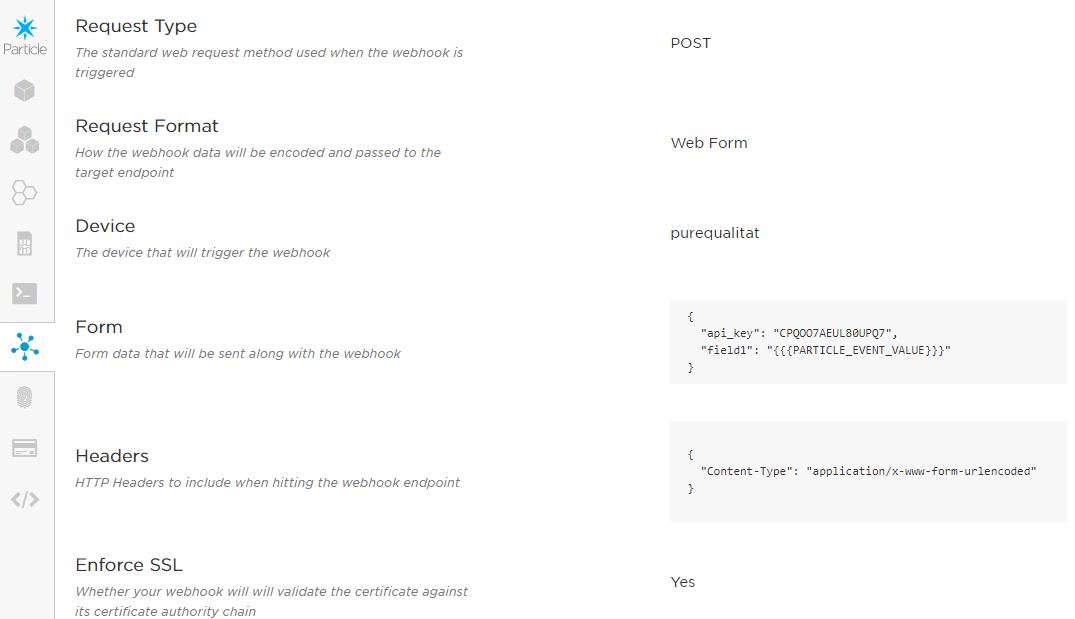 Particle
Request Type
The standard web request method used when the webhook is
triggered
POST
Request Format
How the webhook data will be encoded and passed to the
target endpoint
Web Form
Device
The device that will trigger the webhook
purequalitat
Form
Form data that will be sent along with the webhook
{
"api_key": "CPQOO7AEUL80UPQ7",
"field1": "{{{PARTICLE_EVENT_VALUE}}}"
}
Headers
HTTP Headers to include when hitting the webhook endpoint
{
"Content-Type": "application/x-www-form-urlencoded"
}
Enforce SSL
Whether your webhook will will validate the certificate against
its certificate authority chain
Yes